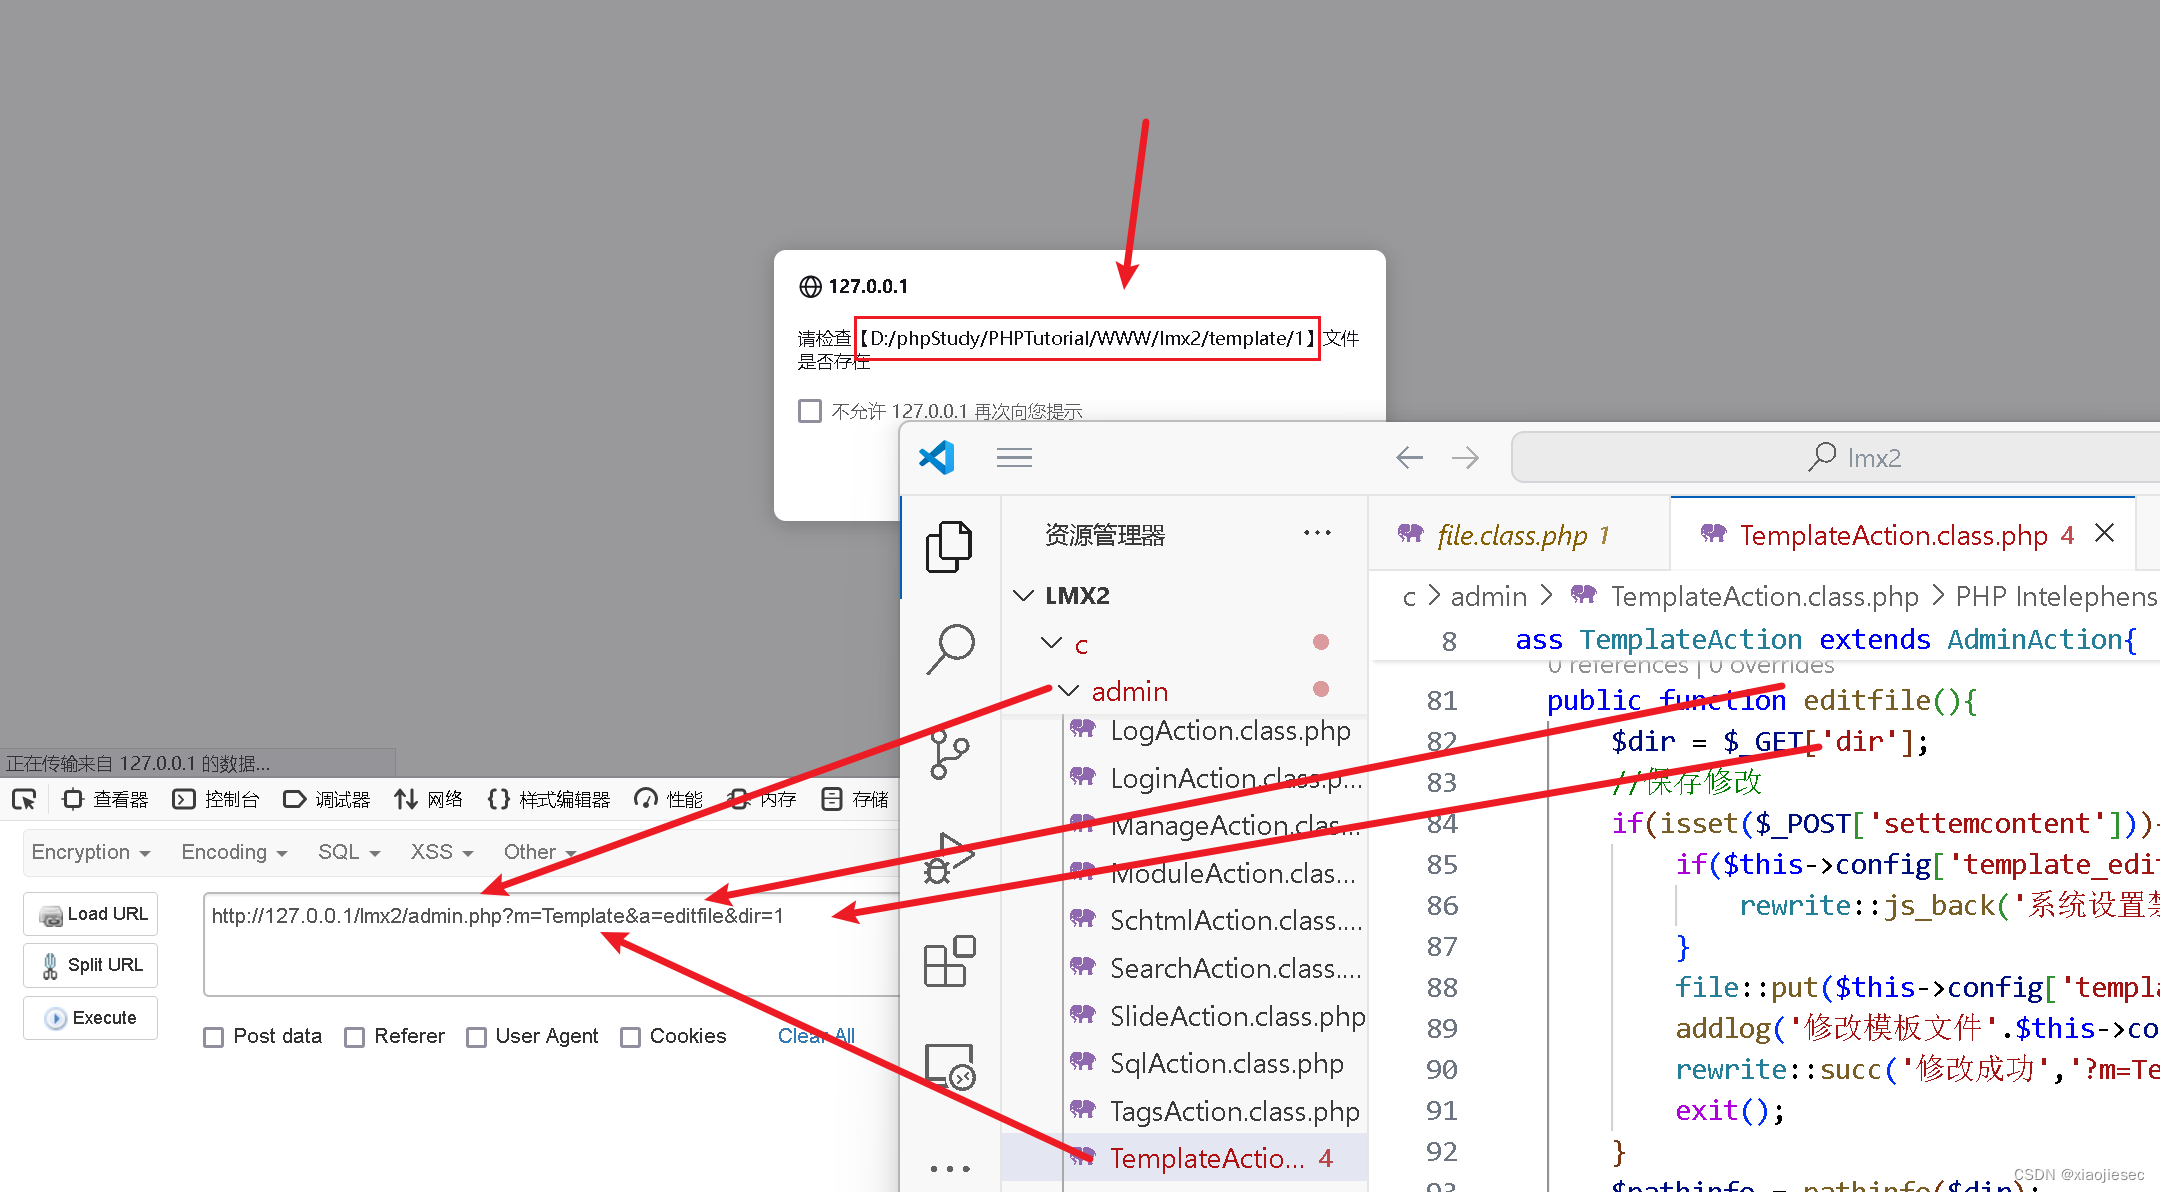 127.0.0.1
请检查【D:/phpStudy/PHPTutorial/WWW/lmx2/template/1】文件
是否存在
不允许 127.0.0.1 再次向您提示
正在传输来自 127.0.0.1 的数据...
查看器 控制台 调试器 网络 样式编辑器 性能 内存 存储
Encryption Encoding SQL XSS Other
Load URL
Split URL
Execute
http://127.0.0.1/lmx2/admin.php?m=Template&a=editfile&dir=1
Post data Referer User Agent Cookies Clear All
lmx2
资源管理器 ...
LMX2
c
admin
LogAction.class.php
LoginAction.class.p...
ManageAction.clas...
ModuleAction.clas...
SchtmlAction.class....
SearchAction.class....
SlideAction.class.php
SqlAction.class.php
TagsAction.class.php
TemplateActio... 4
file.class.php 1
TemplateAction.class.php 4
c > admin > TemplateAction.class.php > PHP Intelephens
8 ass TemplateAction extends AdminAction{
0 references | 0 overrides
81 public function editfile(){
82 $dir = $_GET['dir'];
83 //保存修改
84 if(isset($_POST['settemcontent']))
85 if($this->config['template_edi
86 rewrite::js_back('系统设置禁
87 }
88 file::put($this->config['templa
89 addlog('修改模板文件'.$this->co
90 rewrite::succ('修改成功','?m=Te
91 exit();
92 }
93 $pathinfo = pathinfo($dir);
CSDN @xiaojiesec